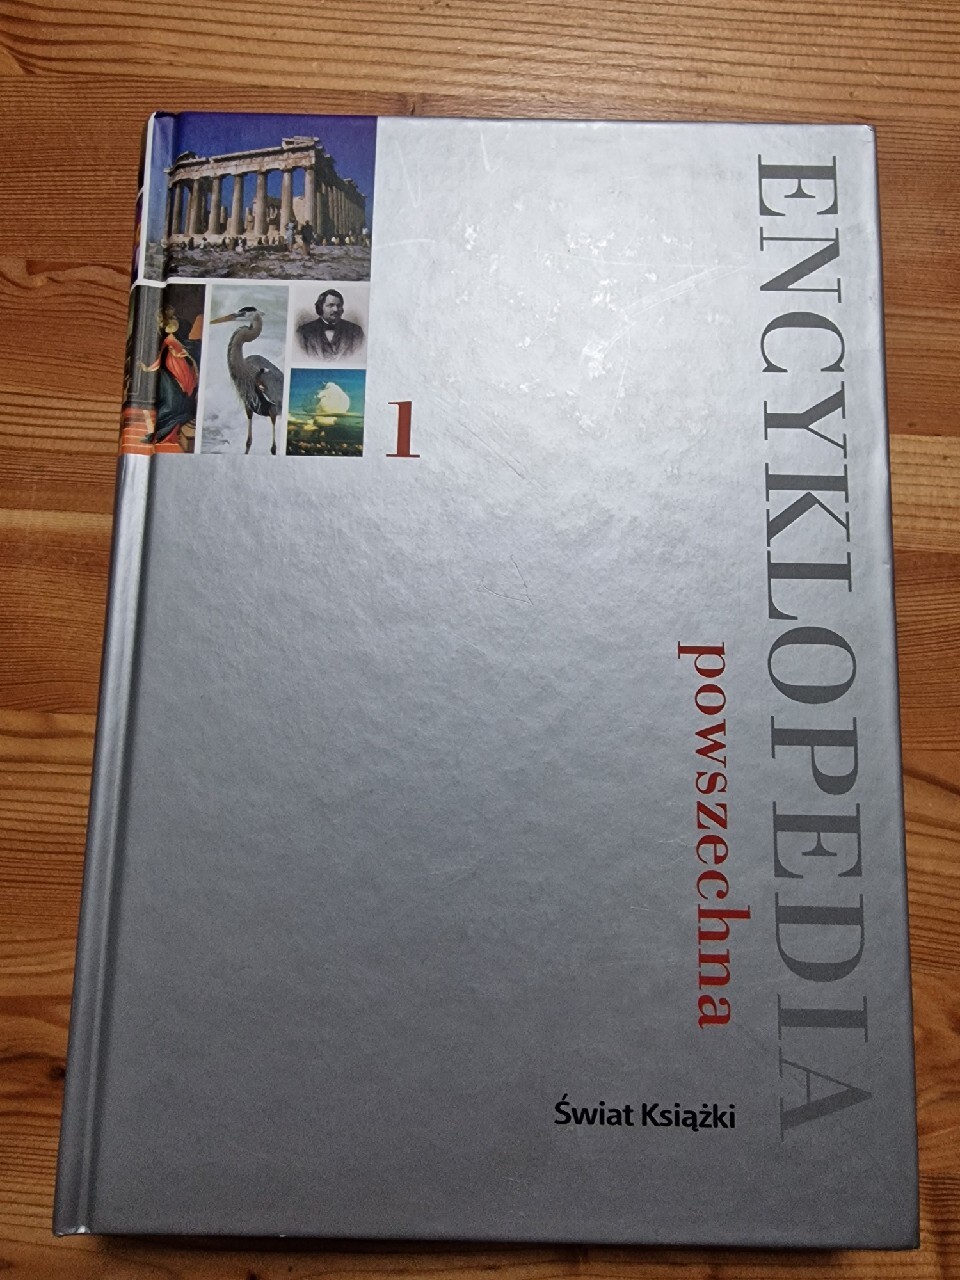 1
ENCYKLOPEDIA
powszechna
Świat Książki